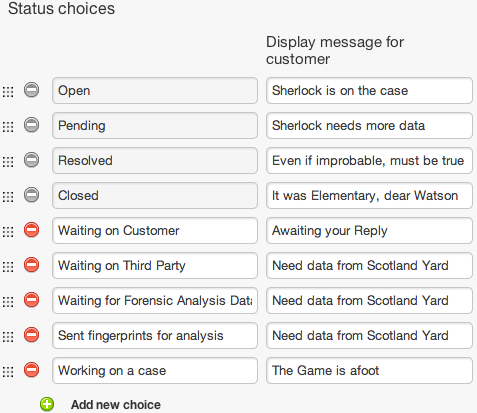 Status choices
Display message for
customer
Open Sherlock is on the case
Pending Sherlock needs more data
Resolved Even if improbable, must be true
Closed It was Elementary, dear Watson
Waiting on Customer Awaiting your Reply
Waiting on Third Party Need data from Scotland Yard
Waiting for Forensic Analysis Data Need data from Scotland Yard
Sent fingerprints for analysis Need data from Scotland Yard
Working on a case The Game is afoot
Add new choice